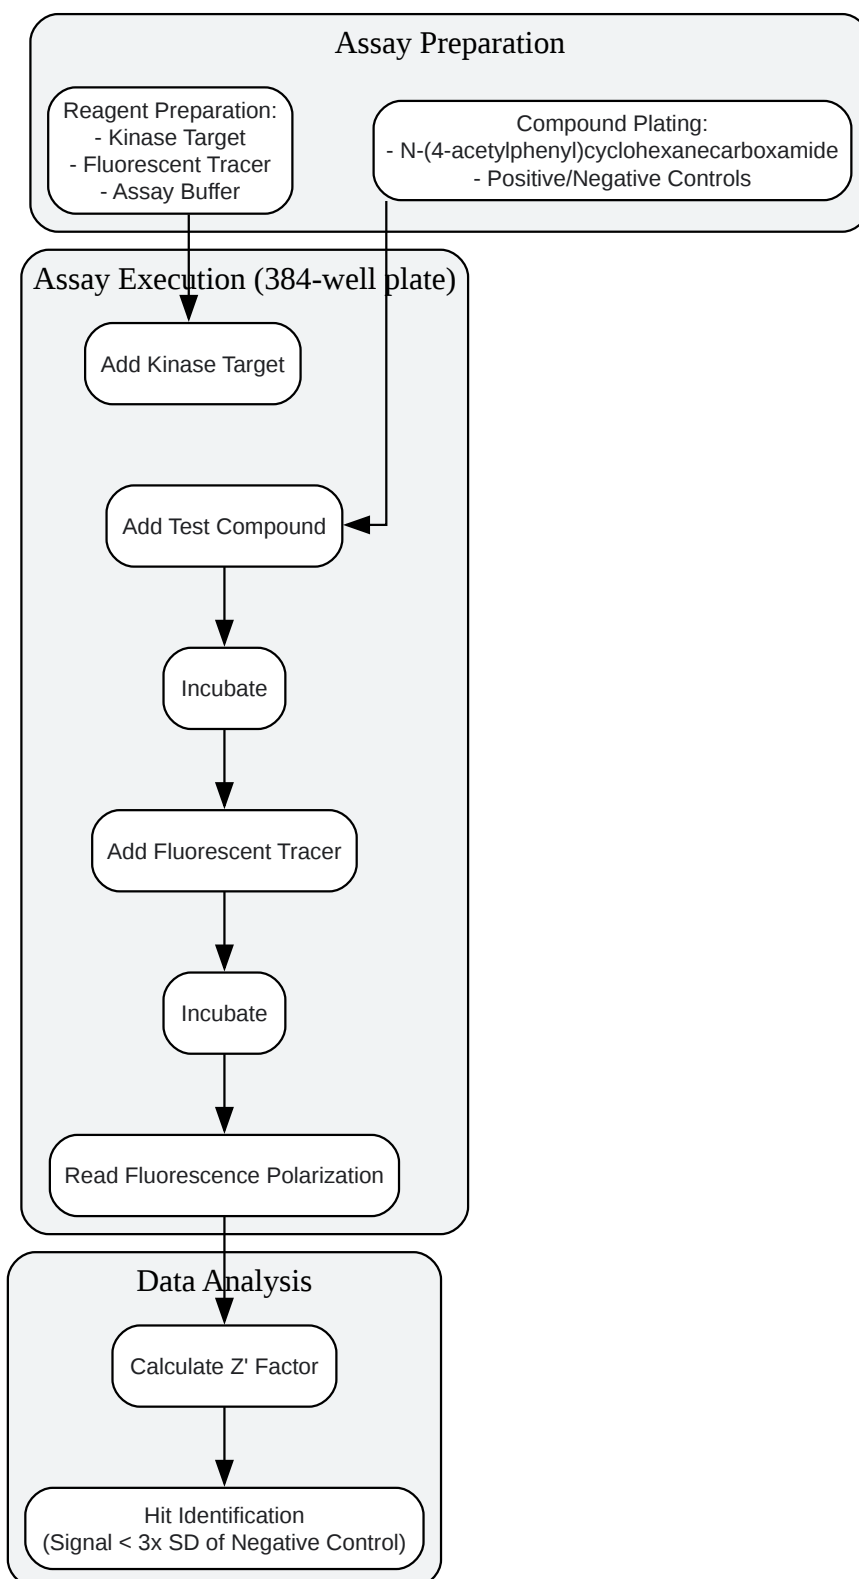 Assay Preparation
Reagent Preparation:
- Kinase Target
- Fluorescent Tracer
- Assay Buffer
Compound Plating:
- N-(4-acetylphenyl)cyclohexanecarboxamide
- Positive/Negative Controls
Assay Execution (384-well plate)
Add Kinase Target
Add Test Compound
Incubate
Add Fluorescent Tracer
Incubate
Read Fluorescence Polarization
Data Analysis
Calculate Z' Factor
Hit Identification
(Signal < 3x SD of Negative Control)